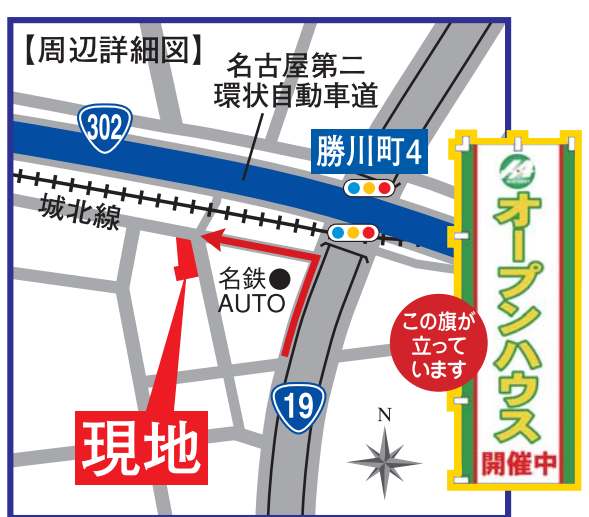 【周辺詳細図】
名古屋第二
環状自動車道
302
勝川町4
城北線
名鉄
AUTO
この旗が
立って
います
オープンハウス
開催中
19
現地
N